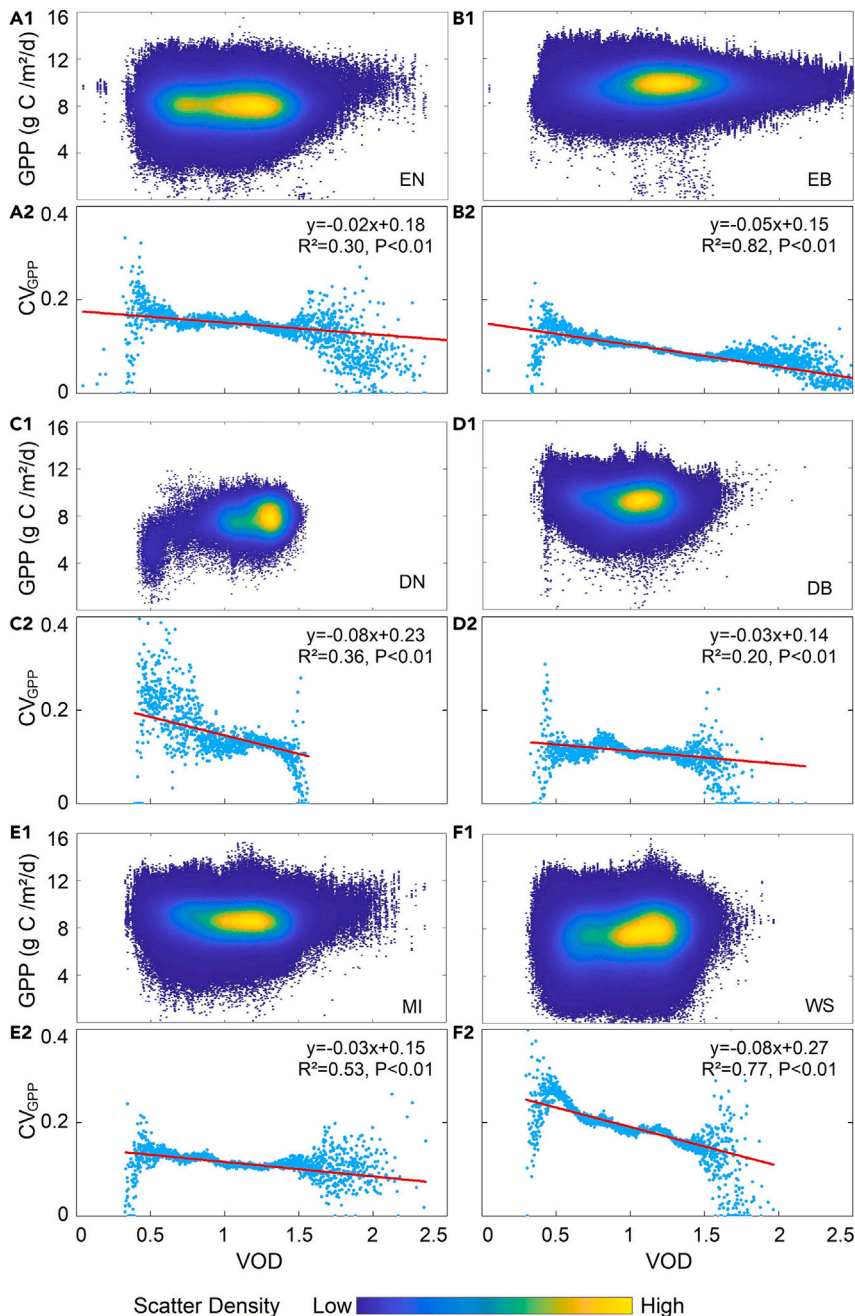 A1
B1
16
12
8
4
GPP (g C /m²/d)
EN
EB
A2
B2
0.4
0.2
0
CV_GPP
y=-0.02x+0.18
R²=0.30, P<0.01
y=-0.05x+0.15
R²=0.82, P<0.01
C1
D1
16
12
8
4
GPP (g C /m²/d)
DN
DB
C2
D2
0.4
0.2
0
CV_GPP
y=-0.08x+0.23
R²=0.36, P<0.01
y=-0.03x+0.14
R²=0.20, P<0.01
E1
F1
16
12
8
4
GPP (g C /m²/d)
MI
WS
E2
F2
0.4
0.2
0
CV_GPP
y=-0.03x+0.15
R²=0.53, P<0.01
y=-0.08x+0.27
R²=0.77, P<0.01
0 0.5 1 1.5 2 2.5
0 0.5 1 1.5 2 2.5
VOD
VOD
Scatter Density Low High